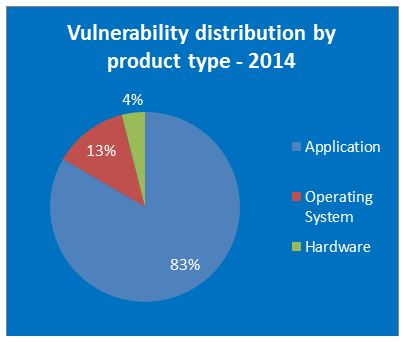 Vulnerability distribution by
product type - 2014
4%
13%
83%
Application
Operating
System
Hardware